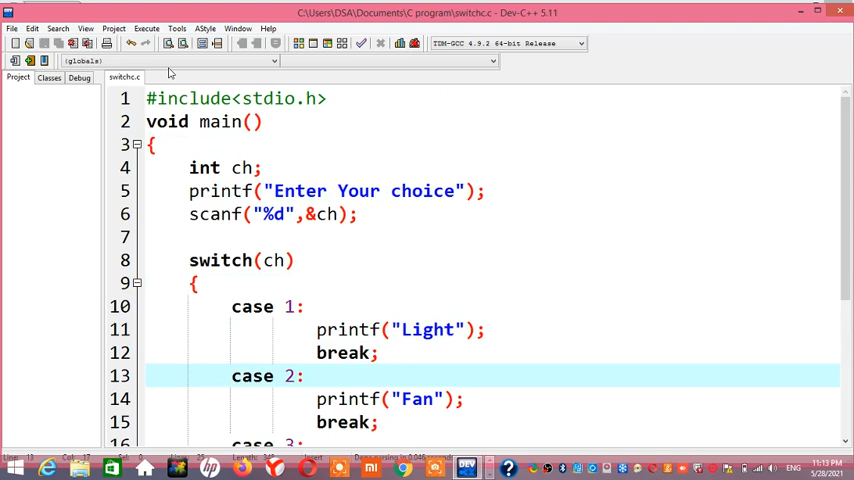 C:\Users\DSA\Documents\C program\switchc.c - Dev-C++ 5.11
File Edit Search View Project Execute Tools AStyle Window Help
TDM-GCC 4.9.2 64-bit Release
(globals)
Project Classes Debug
switchc.c
1 #include<stdio.h>
2 void main()
3 {
4 int ch;
5 printf("Enter Your choice");
6 scanf("%d",&ch);
7
8 switch(ch)
9 {
10 case 1:
11 printf("Light");
12 break;
13 case 2:
14 printf("Fan");
15 break;
16 case 3:
ENG
11:13 PM
5/28/2021